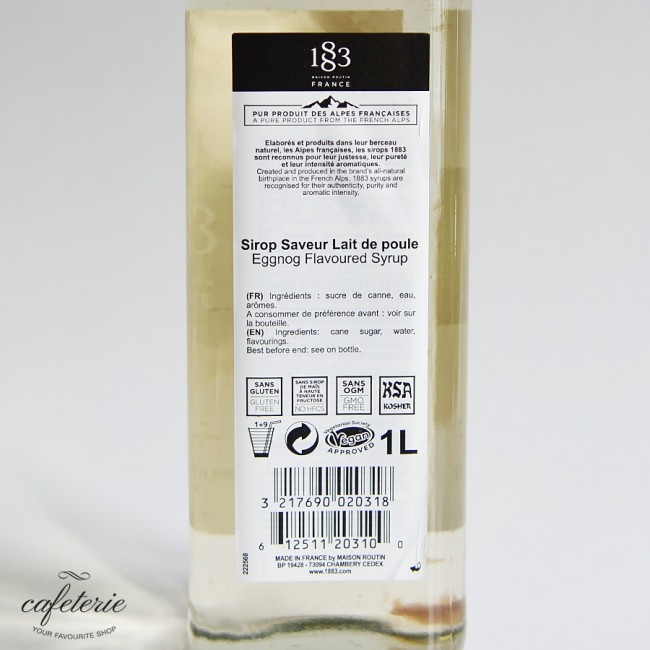 1883
MAISON ROUTIN
FRANCE
PUR PRODUIT DES ALPES FRANÇAISES
A PURE PRODUCT FROM THE FRENCH ALPS
Elaborés et produits dans leur berceau
naturel, les Alpes françaises, les sirops 1883
sont reconnus pour leur justesse, leur pureté
et leur intensité aromatiques.
Created and produced in the brand's all-natural
birthplace in the French Alps, 1883 syrups are
recognised for their authenticity, purity and
aromatic intensity.
Sirop Saveur Lait de poule
Eggnog Flavoured Syrup
(FR) Ingrédients : sucre de canne, eau,
arômes.
A consommer de préférence avant : voir sur
la bouteille.
(EN) Ingredients: cane sugar, water,
flavourings.
Best before end: see on bottle.
SANS
GLUTEN
GLUTEN
FREE
SANS SIROP
DE MAÏS
À HAUTE
TENEUR EN
FRUCTOSE
NO HFCS
SANS
OGM
GMO
FREE
KSA
KOSHER
1+9
Vegetarian Society
Vegan
APPROVED
1L
3 217690 020318
6 12511 20310 0
222568
MADE IN FRANCE by MAISON ROUTIN
BP 19428 - 73094 CHAMBERY CEDEX
www.1883.com
cafeterie
YOUR FAVOURITE SHOP